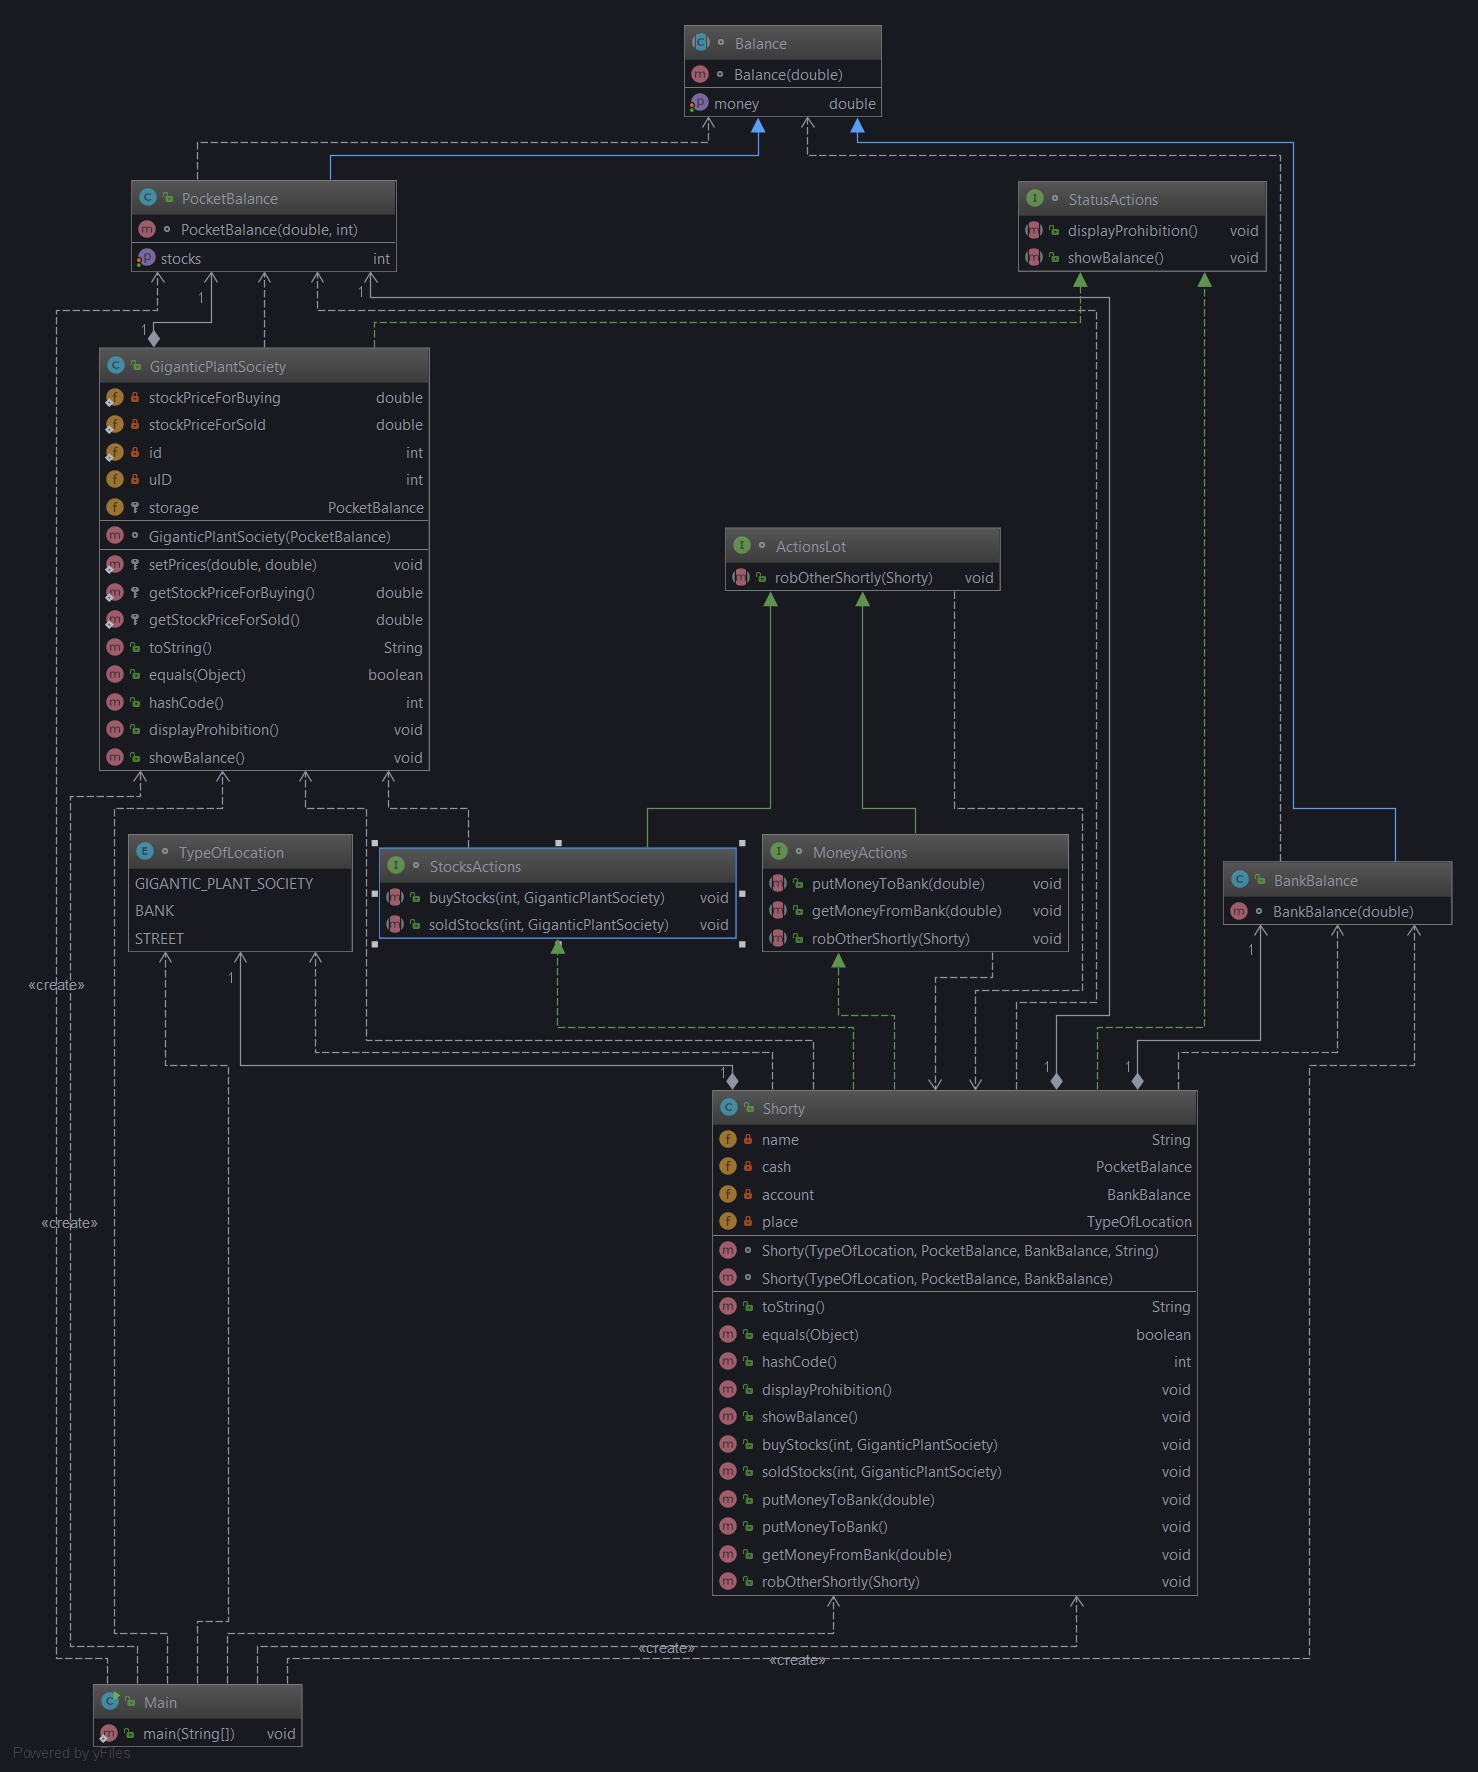 Balance
Balance(double)
money double
PocketBalance
PocketBalance(double, int)
stocks int
StatusActions
displayProhibition() void
showBalance() void
1
1
1
GiganticPlantSociety
stockPriceForBuying double
stockPriceForSold double
id int
uID int
storage PocketBalance
GiganticPlantSociety(PocketBalance)
setPrices(double, double) void
getStockPriceForBuying() double
getStockPriceForSold() double
toString() String
equals(Object) boolean
hashCode() int
displayProhibition() void
showBalance() void
ActionsLot
robOtherShortly(Shorty) void
TypeOfLocation
GIGANTIC_PLANT_SOCIETY
BANK
STREET
StocksActions
buyStocks(int, GiganticPlantSociety) void
soldStocks(int, GiganticPlantSociety) void
MoneyActions
putMoneyToBank(double) void
getMoneyFromBank(double) void
robOtherShortly(Shorty) void
BankBalance
BankBalance(double)
1
1
«create»
1
1
1
Shorty
name String
cash PocketBalance
account BankBalance
place TypeOfLocation
Shorty(TypeOfLocation, PocketBalance, BankBalance, String)
Shorty(TypeOfLocation, PocketBalance, BankBalance)
toString() String
equals(Object) boolean
hashCode() int
displayProhibition() void
showBalance() void
buyStocks(int, GiganticPlantSociety) void
soldStocks(int, GiganticPlantSociety) void
putMoneyToBank(double) void
putMoneyToBank() void
getMoneyFromBank(double) void
robOtherShortly(Shorty) void
«create»
«create»
«create»
Main
main(String[]) void
Powered by yFiles